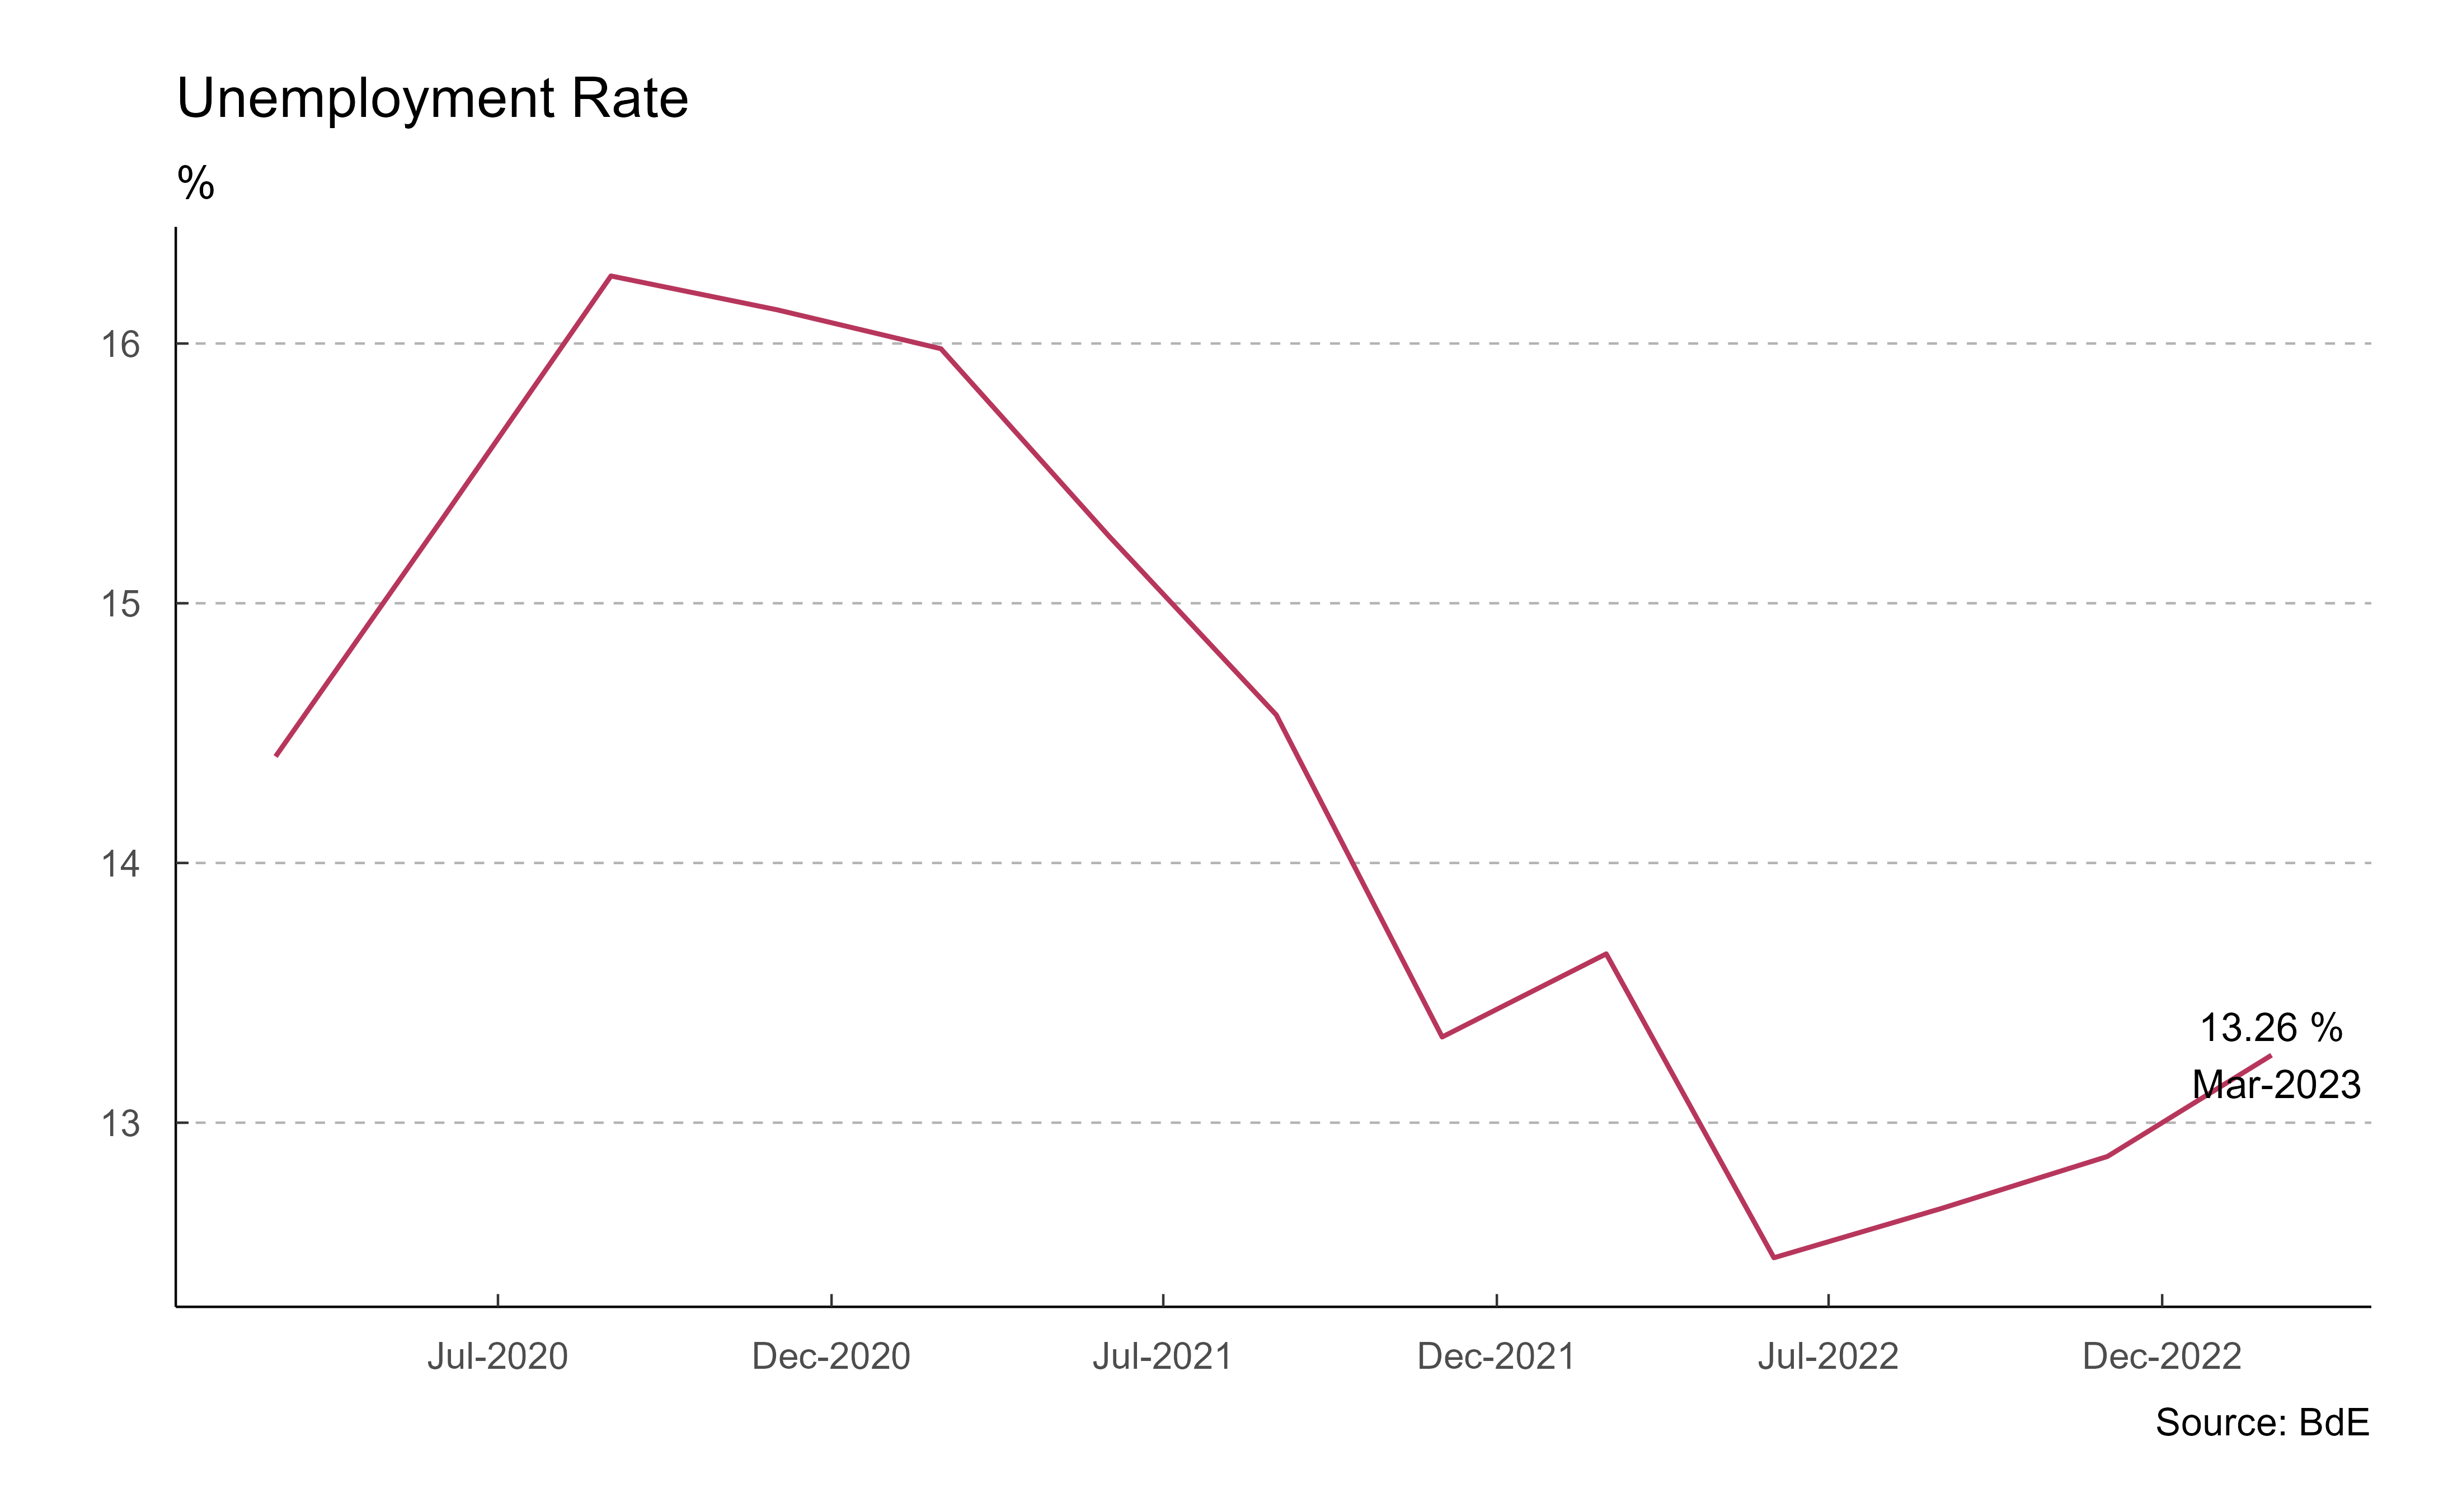 Unemployment Rate
%
16
15
14
13
13.26 %
Mar-2023
Jul-2020 Dec-2020 Jul-2021 Dec-2021 Jul-2022 Dec-2022
Source: BdE